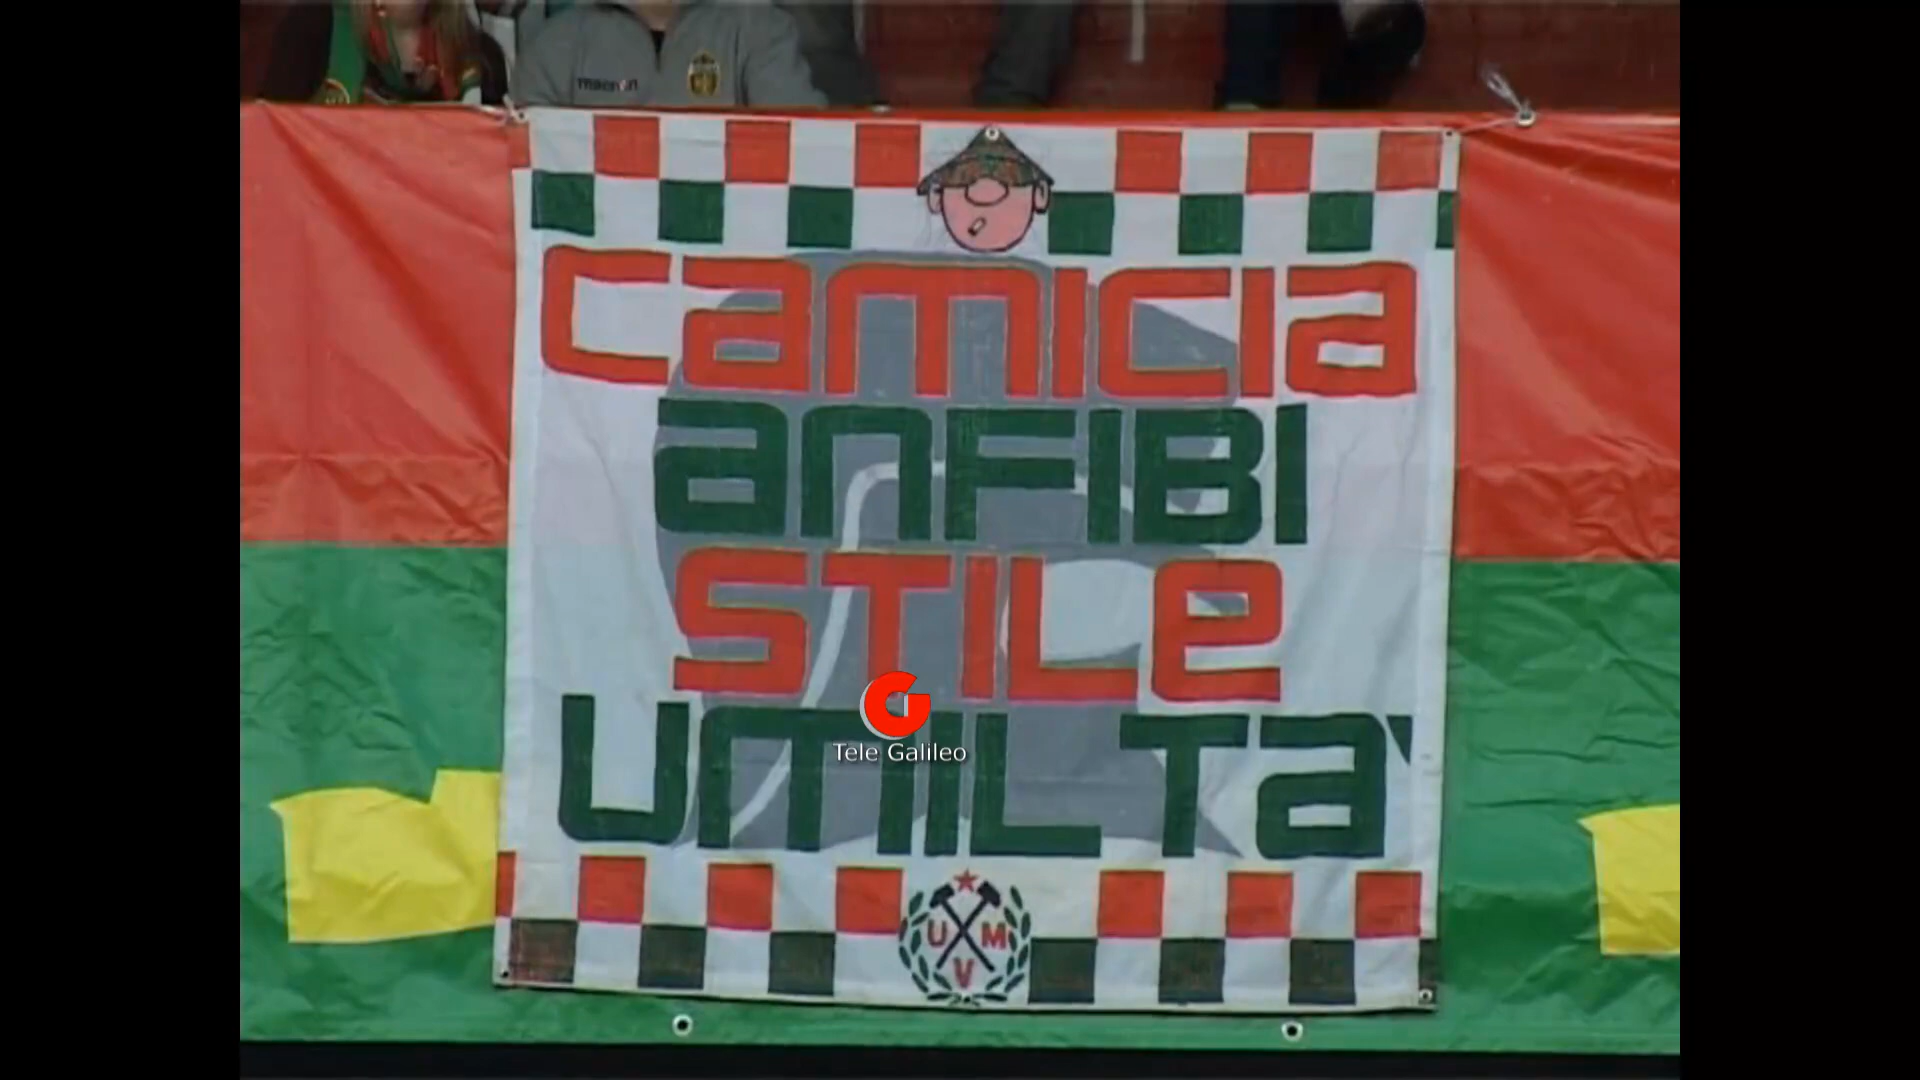 macron
CAMICIA
ANFIBI
STILE
UMILTA'
Tele Galileo
U M
V